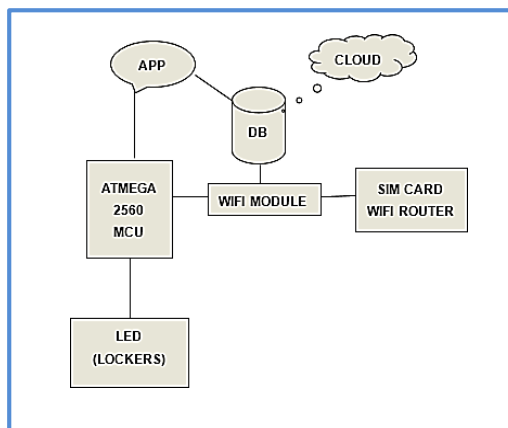 APP
CLOUD
DB
ATMEGA
2560
MCU
WIFI MODULE
SIM CARD
WIFI ROUTER
LED
(LOCKERS)